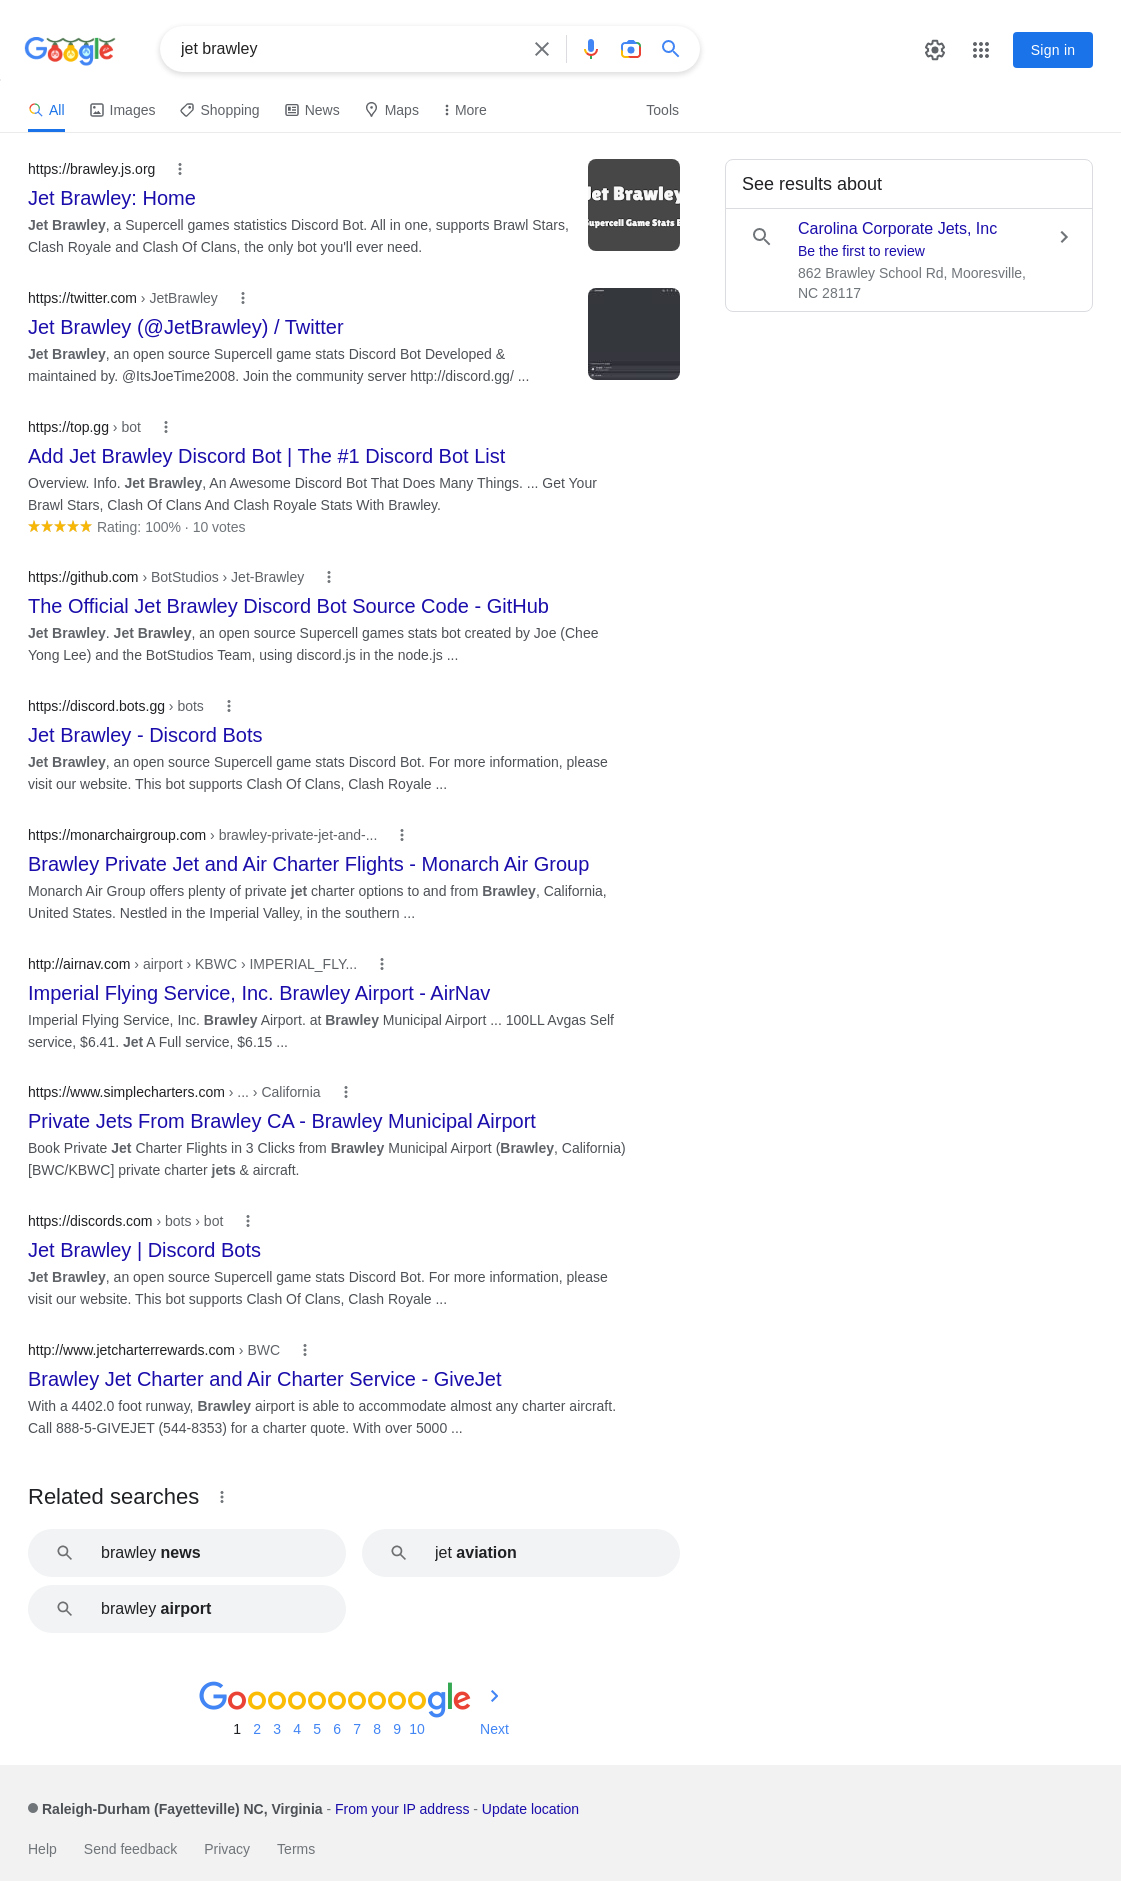 Google
jet brawley
Sign in
All
Images
Shopping
News
Maps
More
Tools
https://brawley.js.org
Jet Brawley: Home
Jet Brawley, a Supercell games statistics Discord Bot. All in one, supports Brawl Stars,
Clash Royale and Clash Of Clans, the only bot you'll ever need.
Jet Brawley
Supercell Game Stats B
https://twitter.com › JetBrawley
Jet Brawley (@JetBrawley) / Twitter
Jet Brawley, an open source Supercell game stats Discord Bot Developed &
maintained by. @ItsJoeTime2008. Join the community server http://discord.gg/ ...
https://top.gg › bot
Add Jet Brawley Discord Bot | The #1 Discord Bot List
Overview. Info. Jet Brawley, An Awesome Discord Bot That Does Many Things. ... Get Your
Brawl Stars, Clash Of Clans And Clash Royale Stats With Brawley.
Rating: 100% · 10 votes
https://github.com › BotStudios › Jet-Brawley
The Official Jet Brawley Discord Bot Source Code - GitHub
Jet Brawley. Jet Brawley, an open source Supercell games stats bot created by Joe (Chee
Yong Lee) and the BotStudios Team, using discord.js in the node.js ...
https://discord.bots.gg › bots
Jet Brawley - Discord Bots
Jet Brawley, an open source Supercell game stats Discord Bot. For more information, please
visit our website. This bot supports Clash Of Clans, Clash Royale ...
https://monarchairgroup.com › brawley-private-jet-and-...
Brawley Private Jet and Air Charter Flights - Monarch Air Group
Monarch Air Group offers plenty of private jet charter options to and from Brawley, California,
United States. Nestled in the Imperial Valley, in the southern ...
http://airnav.com › airport › KBWC › IMPERIAL_FLY...
Imperial Flying Service, Inc. Brawley Airport - AirNav
Imperial Flying Service, Inc. Brawley Airport. at Brawley Municipal Airport ... 100LL Avgas Self
service, $6.41. Jet A Full service, $6.15 ...
https://www.simplecharters.com › ... › California
Private Jets From Brawley CA - Brawley Municipal Airport
Book Private Jet Charter Flights in 3 Clicks from Brawley Municipal Airport (Brawley, California)
[BWC/KBWC] private charter jets & aircraft.
https://discords.com › bots › bot
Jet Brawley | Discord Bots
Jet Brawley, an open source Supercell game stats Discord Bot. For more information, please
visit our website. This bot supports Clash Of Clans, Clash Royale ...
http://www.jetcharterrewards.com › BWC
Brawley Jet Charter and Air Charter Service - GiveJet
With a 4402.0 foot runway, Brawley airport is able to accommodate almost any charter aircraft.
Call 888-5-GIVEJET (544-8353) for a charter quote. With over 5000 ...
See results about
Carolina Corporate Jets, Inc
Be the first to review
862 Brawley School Rd, Mooresville,
NC 28117
Related searches
brawley news
jet aviation
brawley airport
Goooooooooogle
1 2 3 4 5 6 7 8 9 10 Next
Raleigh-Durham (Fayetteville) NC, Virginia - From your IP address - Update location
Help Send feedback Privacy Terms